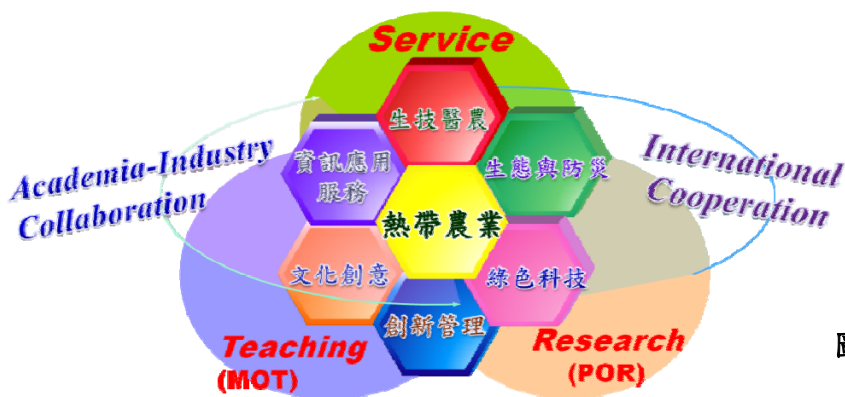 Service
生技醫農
資訊應用
服務
生態與防災
Academia-Industry
Collaboration
International
Cooperation
熱帶農業
文化創意
綠色科技
創新管理
Teaching
(MOT)
Research
(POR)